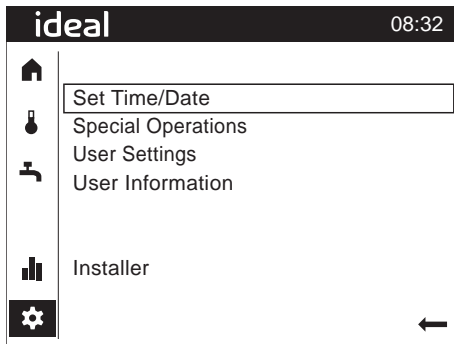 ideal 08:32
Set Time/Date
Special Operations
User Settings
User Information
Installer